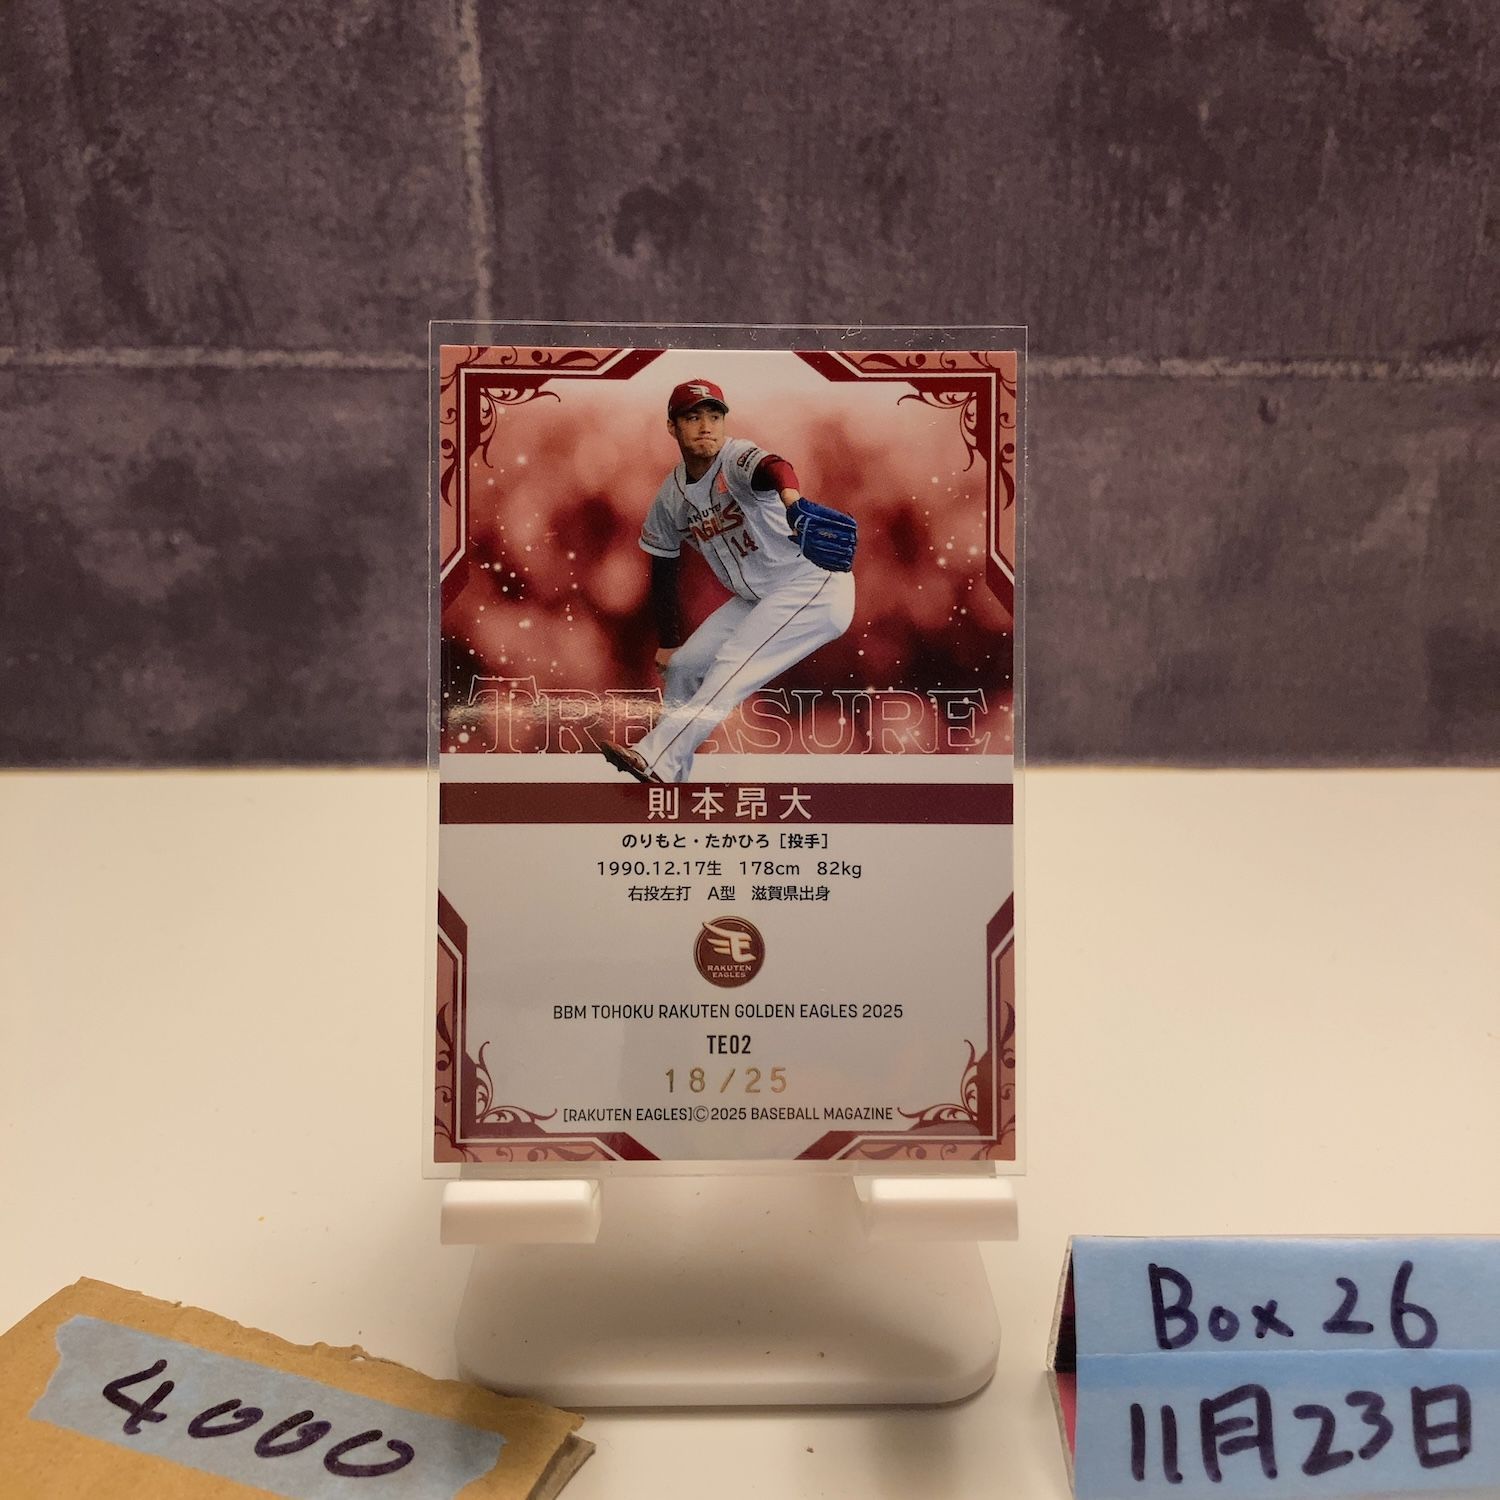 RAKUTEN
EAGLES
14
TREASURE
則本昂大
のりもと・たかひろ［投手］
1990.12.17生　178cm　82kg
右投左打　A型　滋賀県出身
RAKUTEN
EAGLES
BBM TOHOKU RAKUTEN GOLDEN EAGLES 2025
TE02
18/25
[RAKUTEN EAGLES]Ⓒ2025 BASEBALL MAGAZINE
4000
Box 26
11月23日